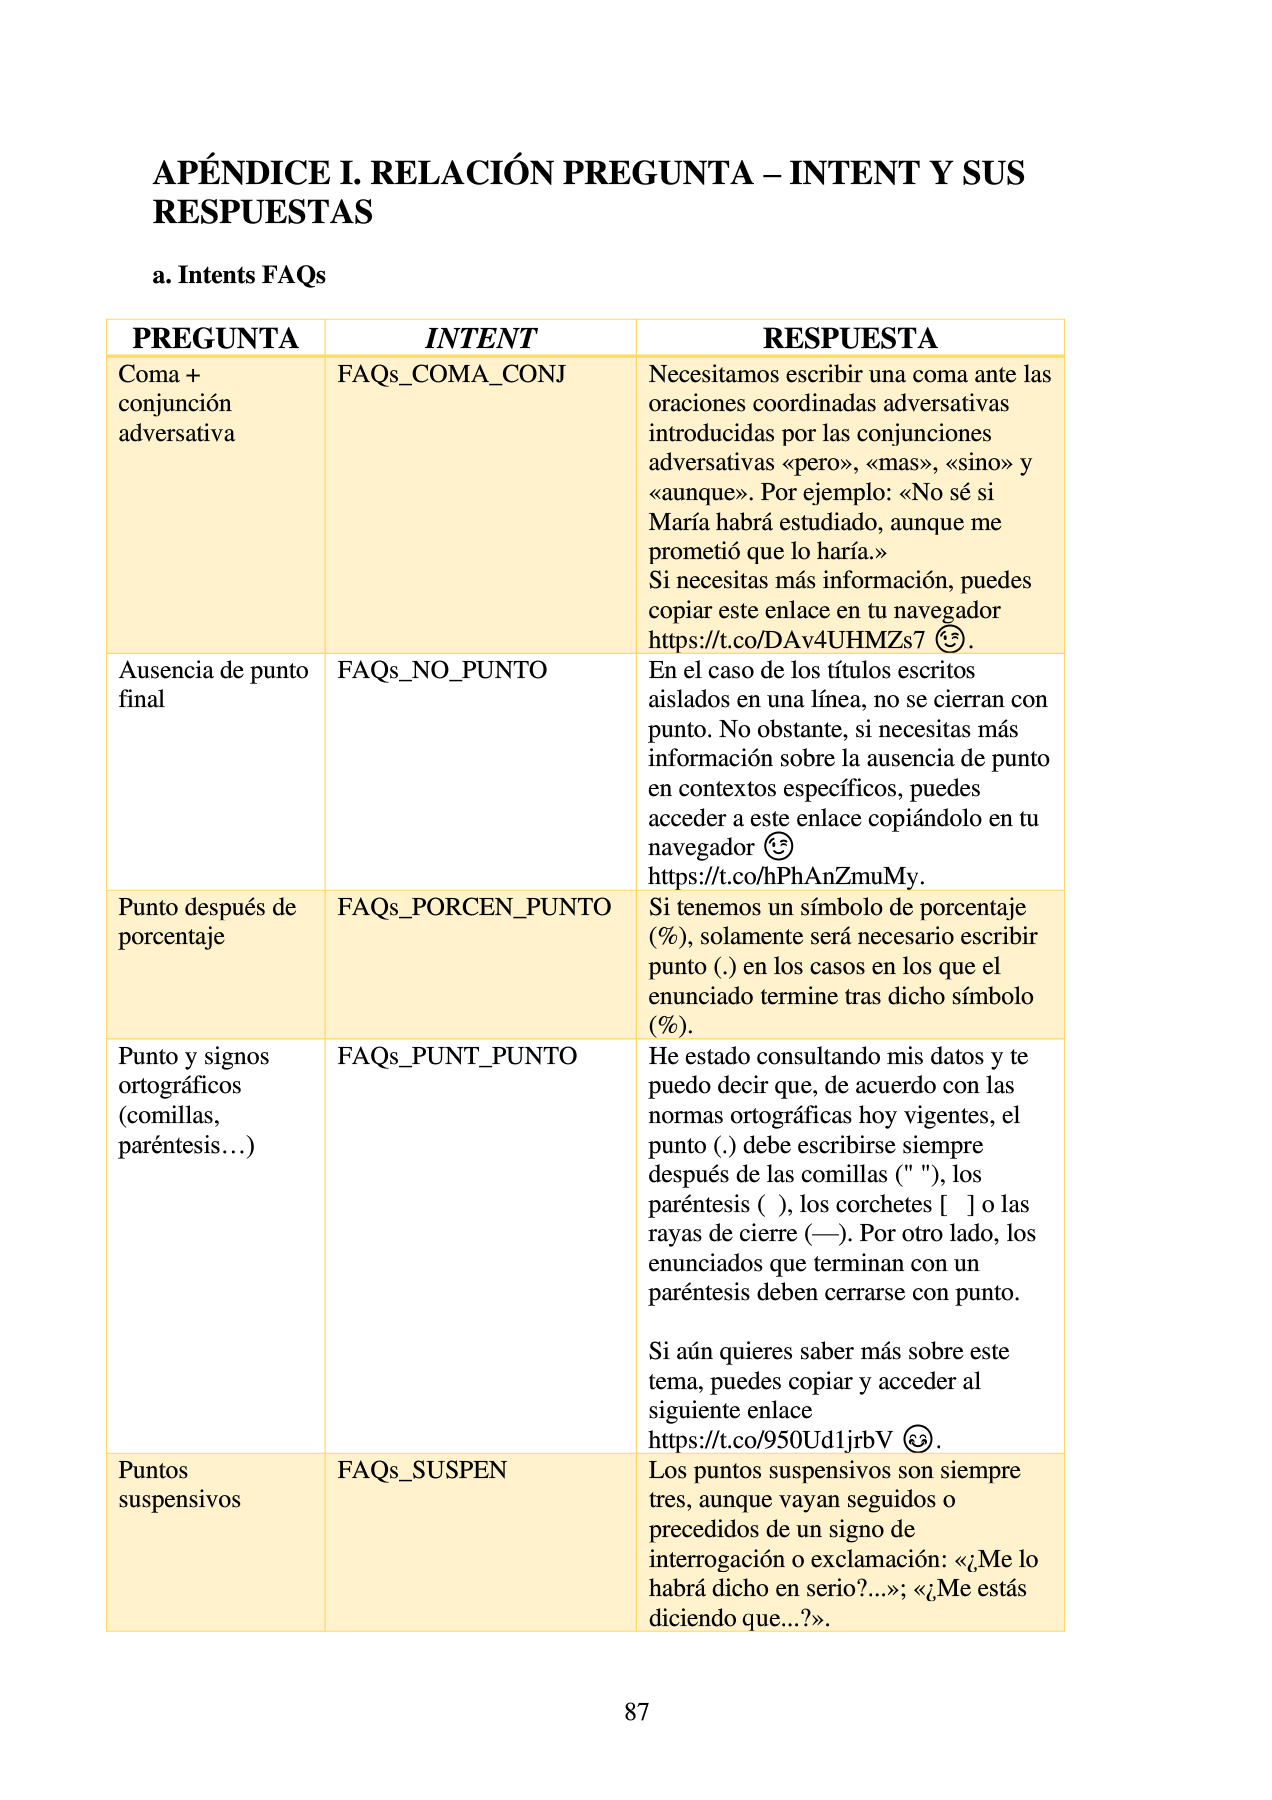 APÉNDICE I. RELACIÓN PREGUNTA – INTENT Y SUS
RESPUESTAS
a. Intents FAQs
PREGUNTA
INTENT
RESPUESTA
Coma +
conjunción
adversativa
FAQs_COMA_CONJ
Necesitamos escribir una coma ante las
oraciones coordinadas adversativas
introducidas por las conjunciones
adversativas «pero», «mas», «sino» y
«aunque». Por ejemplo: «No sé si
María habrá estudiado, aunque me
prometió que lo haría.»
Si necesitas más información, puedes
copiar este enlace en tu navegador
https://t.co/DAv4UHMZs7 😉.
Ausencia de punto
final
FAQs_NO_PUNTO
En el caso de los títulos escritos
aislados en una línea, no se cierran con
punto. No obstante, si necesitas más
información sobre la ausencia de punto
en contextos específicos, puedes
acceder a este enlace copiándolo en tu
navegador 😉
https://t.co/hPhAnZmuMy.
Punto después de
porcentaje
FAQs_PORCEN_PUNTO
Si tenemos un símbolo de porcentaje
(%), solamente será necesario escribir
punto (.) en los casos en los que el
enunciado termine tras dicho símbolo
(%).
Punto y signos
ortográficos
(comillas,
paréntesis…)
FAQs_PUNT_PUNTO
He estado consultando mis datos y te
puedo decir que, de acuerdo con las
normas ortográficas hoy vigentes, el
punto (.) debe escribirse siempre
después de las comillas (" "), los
paréntesis ( ), los corchetes [ ] o las
rayas de cierre (—). Por otro lado, los
enunciados que terminan con un
paréntesis deben cerrarse con punto.
Si aún quieres saber más sobre este
tema, puedes copiar y acceder al
siguiente enlace
https://t.co/950Ud1jrbV 😊.
Puntos
suspensivos
FAQs_SUSPEN
Los puntos suspensivos son siempre
tres, aunque vayan seguidos o
precedidos de un signo de
interrogación o exclamación: «¿Me lo
habrá dicho en serio?...»; «¿Me estás
diciendo que...?».
87